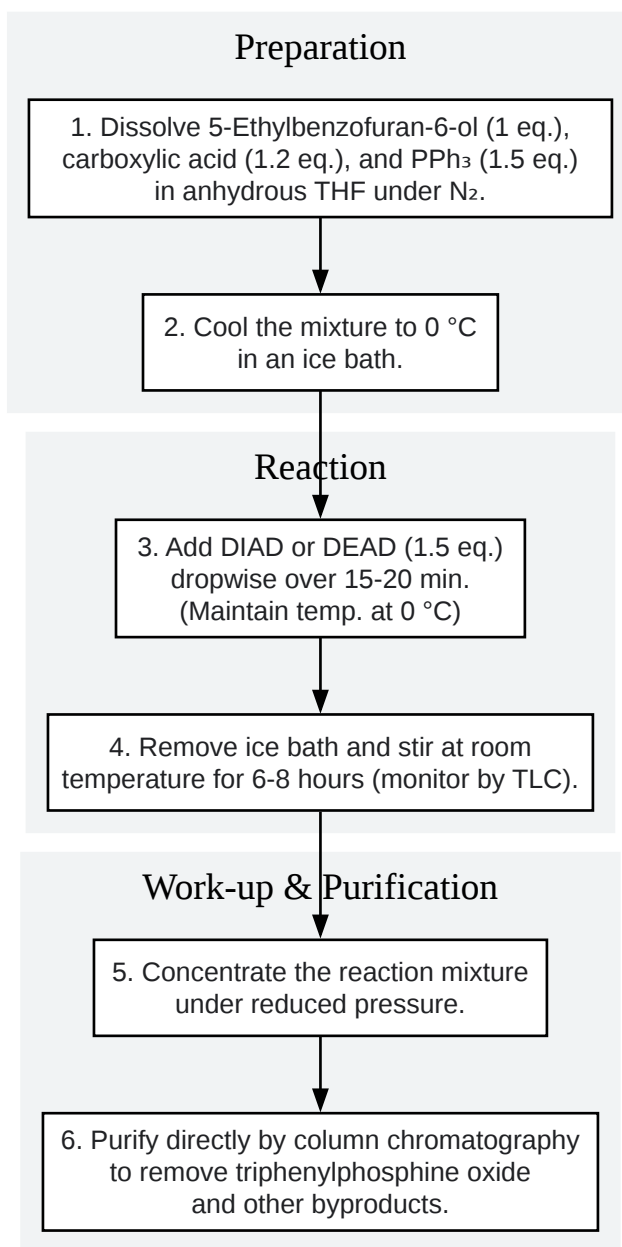 Preparation
1. Dissolve 5-Ethylbenzofuran-6-ol (1 eq.),
carboxylic acid (1.2 eq.), and PPh₃ (1.5 eq.)
in anhydrous THF under N₂.
2. Cool the mixture to 0 °C
in an ice bath.
Reaction
3. Add DIAD or DEAD (1.5 eq.)
dropwise over 15-20 min.
(Maintain temp. at 0 °C)
4. Remove ice bath and stir at room
temperature for 6-8 hours (monitor by TLC).
Work-up & Purification
5. Concentrate the reaction mixture
under reduced pressure.
6. Purify directly by column chromatography
to remove triphenylphosphine oxide
and other byproducts.